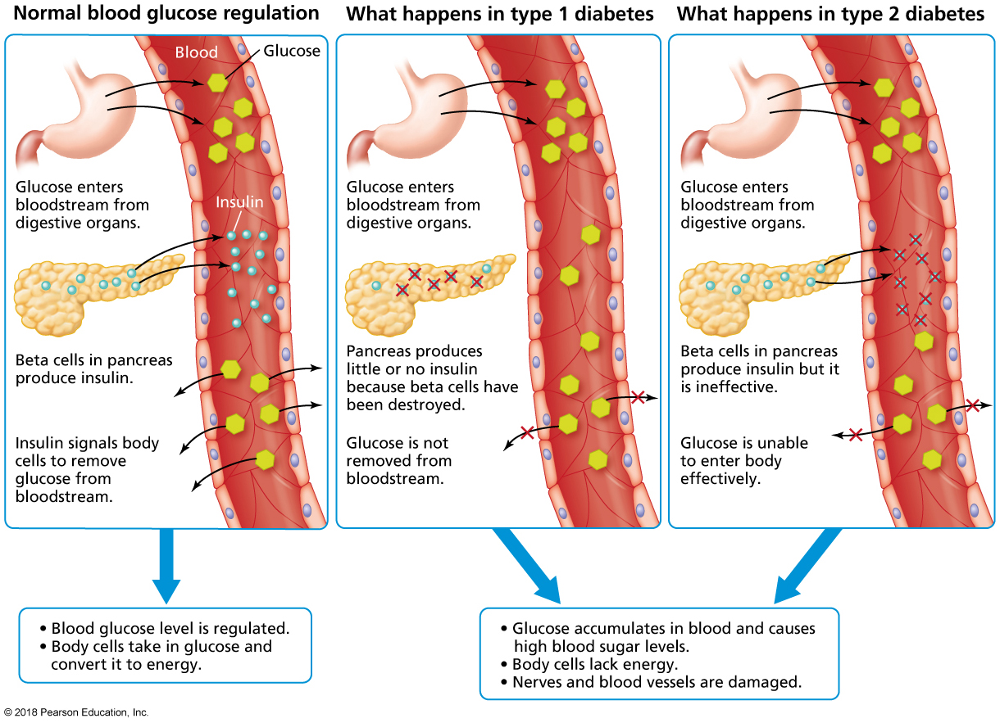 Normal blood glucose regulation
Blood
Glucose
Glucose enters
bloodstream from
digestive organs.
Insulin
Beta cells in pancreas
produce insulin.
Insulin signals body
cells to remove
glucose from
bloodstream.
• Blood glucose level is regulated.
• Body cells take in glucose and
convert it to energy.
What happens in type 1 diabetes
Glucose enters
bloodstream from
digestive organs.
Pancreas produces
little or no insulin
because beta cells have
been destroyed.
Glucose is not
removed from
bloodstream.
What happens in type 2 diabetes
Glucose enters
bloodstream from
digestive organs.
Beta cells in pancreas
produce insulin but it
is ineffective.
Glucose is unable
to enter body
effectively.
• Glucose accumulates in blood and causes
high blood sugar levels.
• Body cells lack energy.
• Nerves and blood vessels are damaged.
© 2018 Pearson Education, Inc.